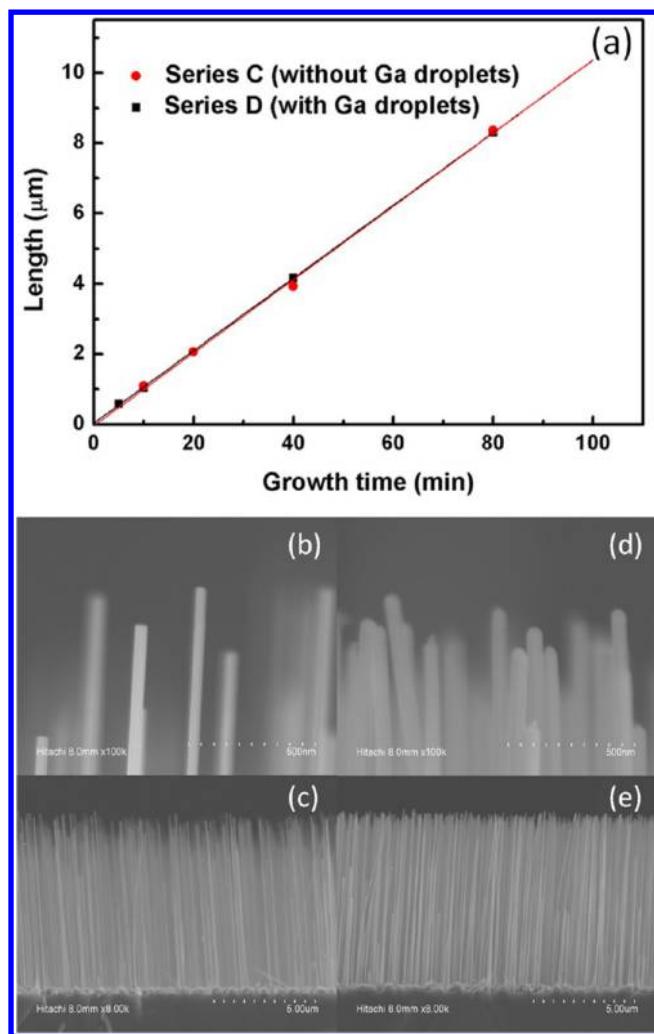 (a)
Series C (without Ga droplets)
Series D (with Ga droplets)
10
8
6
4
2
0
0
20
40
60
80
100
Length (μm)
Growth time (min)
(b)
Hitachi 8.0mm x100k
500nm
(d)
Hitachi 8.0mm x100k
500nm
(c)
Hitachi 8.0mm x8.00k
5.00um
(e)
Hitachi 8.0mm x8.00k
5.00um